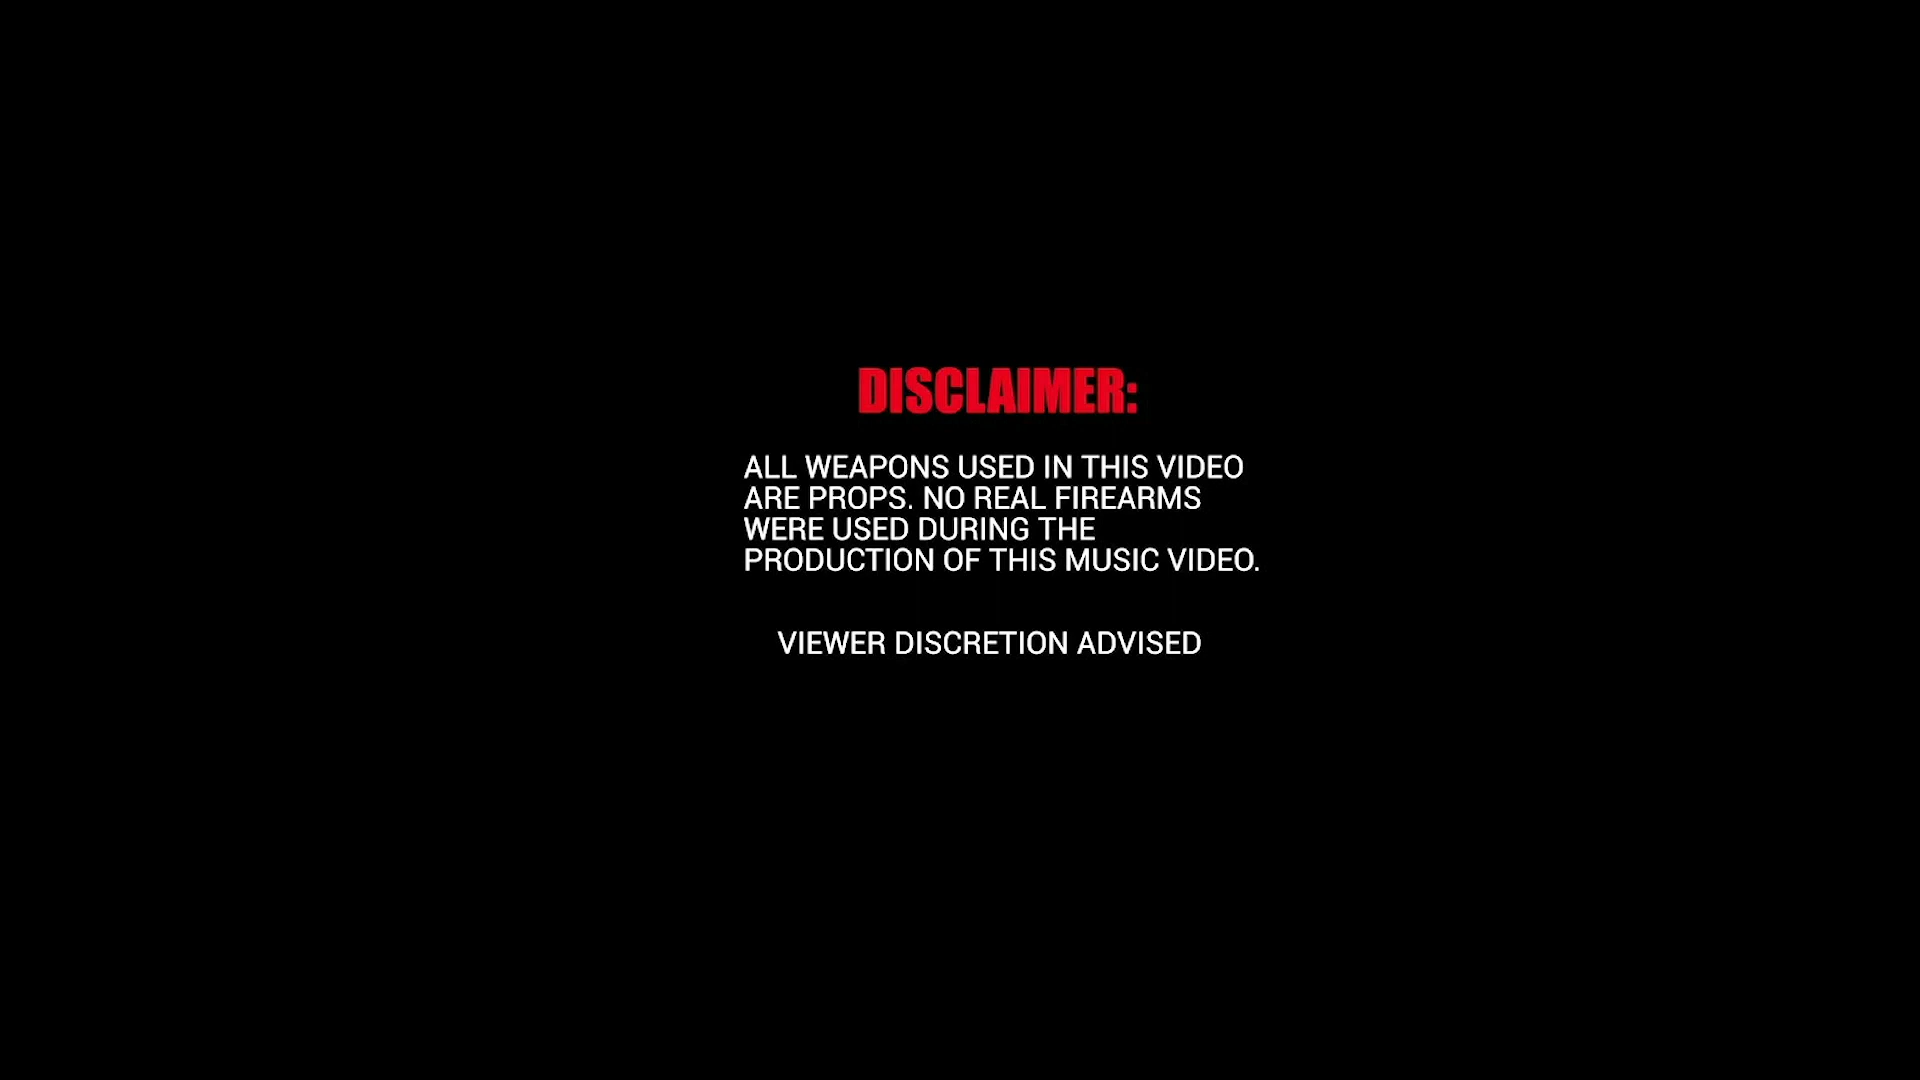 DISCLAIMER:
ALL WEAPONS USED IN THIS VIDEO
ARE PROPS. NO REAL FIREARMS
WERE USED DURING THE
PRODUCTION OF THIS MUSIC VIDEO.
VIEWER DISCRETION ADVISED